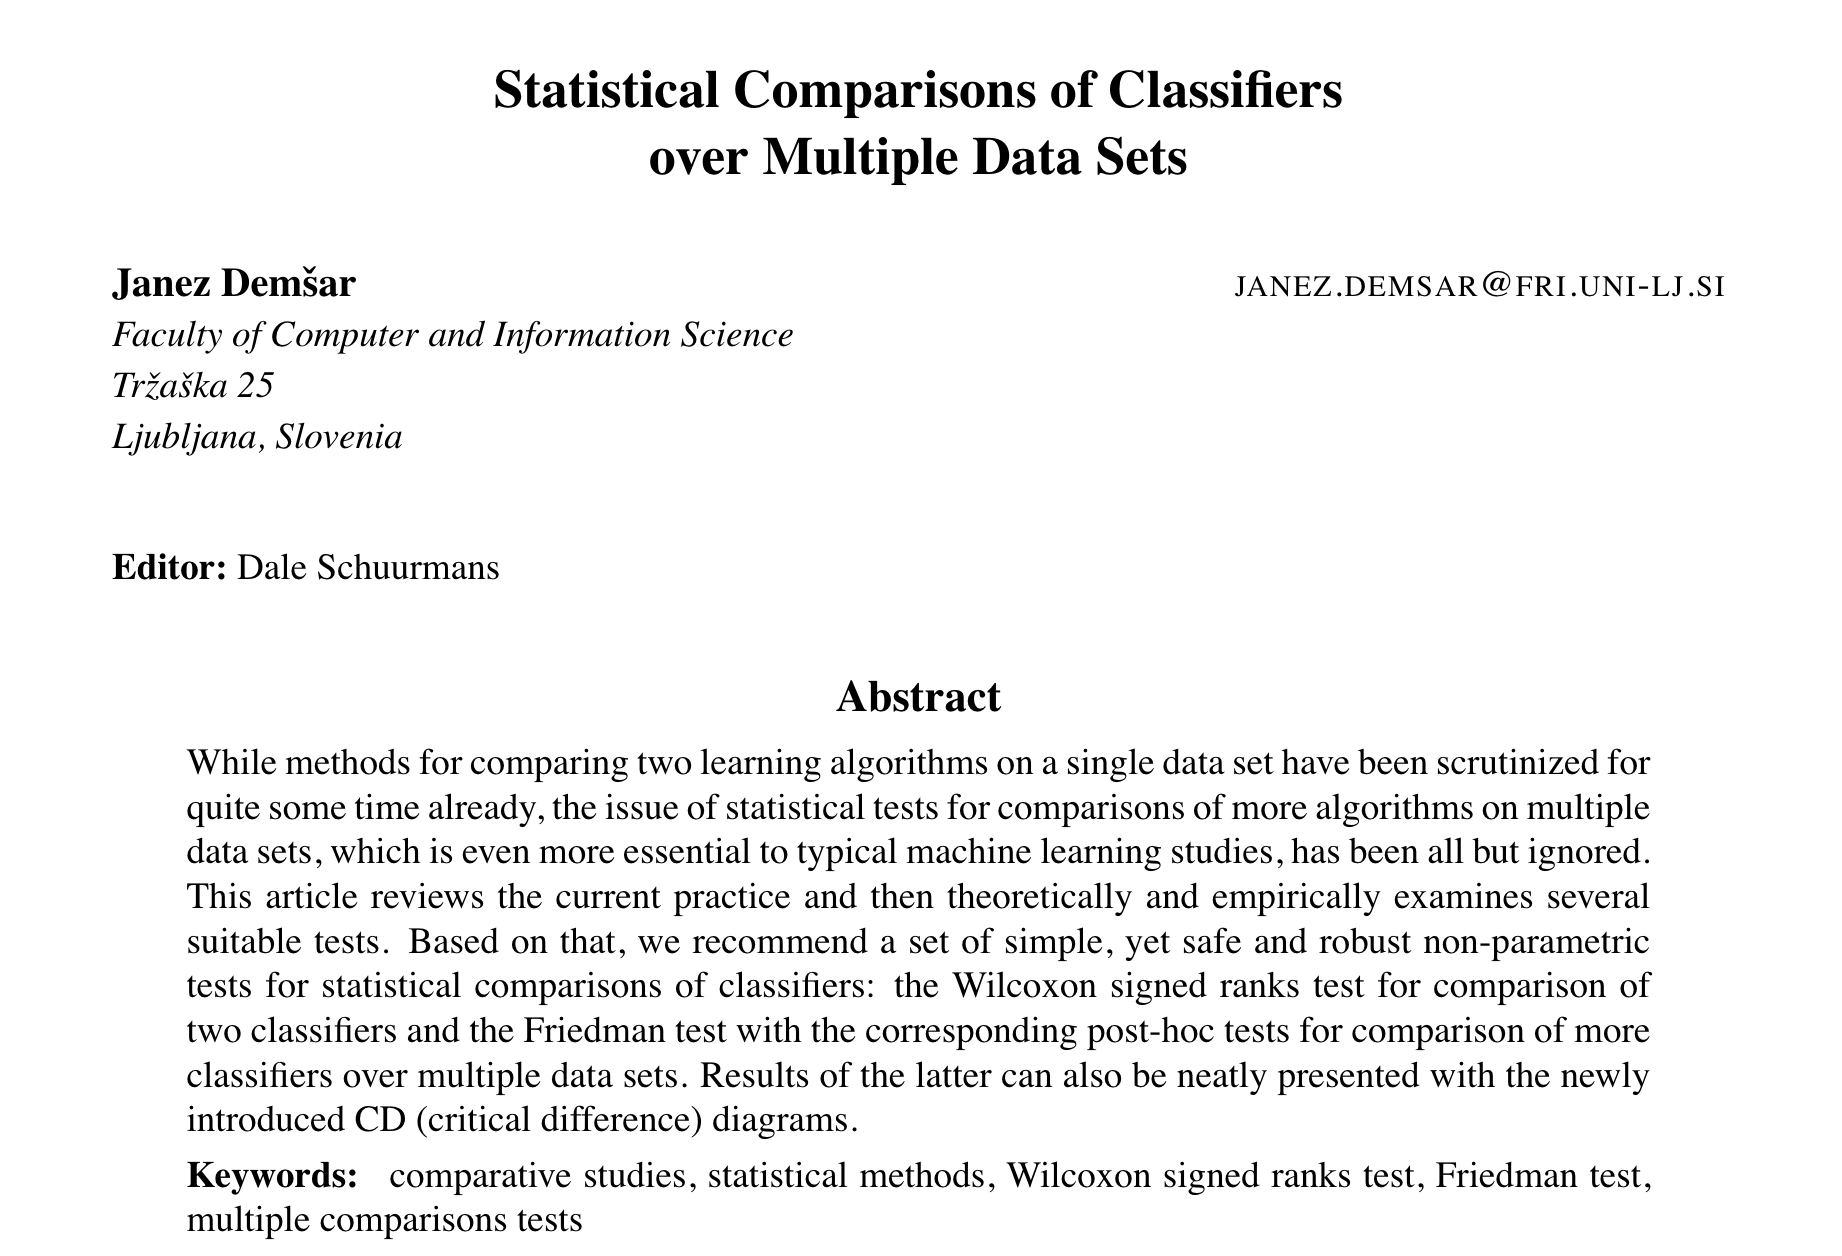 Statistical Comparisons of Classifiers
over Multiple Data Sets
Janez Demšar JANEZ.DEMSAR@FRI.UNI-LJ.SI
Faculty of Computer and Information Science
Tržaška 25
Ljubljana, Slovenia
Editor: Dale Schuurmans
Abstract
While methods for comparing two learning algorithms on a single data set have been scrutinized for
quite some time already, the issue of statistical tests for comparisons of more algorithms on multiple
data sets, which is even more essential to typical machine learning studies, has been all but ignored.
This article reviews the current practice and then theoretically and empirically examines several
suitable tests. Based on that, we recommend a set of simple, yet safe and robust non-parametric
tests for statistical comparisons of classifiers: the Wilcoxon signed ranks test for comparison of
two classifiers and the Friedman test with the corresponding post-hoc tests for comparison of more
classifiers over multiple data sets. Results of the latter can also be neatly presented with the newly
introduced CD (critical difference) diagrams.
Keywords: comparative studies, statistical methods, Wilcoxon signed ranks test, Friedman test,
multiple comparisons tests